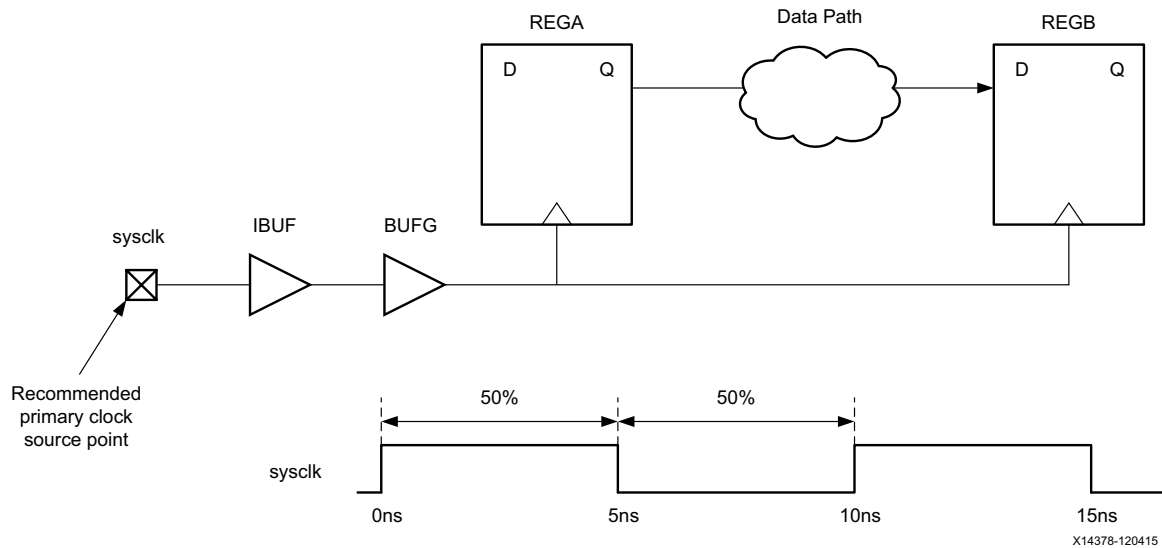 REGA
Data Path
REGB
D Q
D Q
IBUF
BUFG
sysclk
Recommended
primary clock
source point
50%
50%
sysclk
0ns
5ns
10ns
15ns
X14378-120415